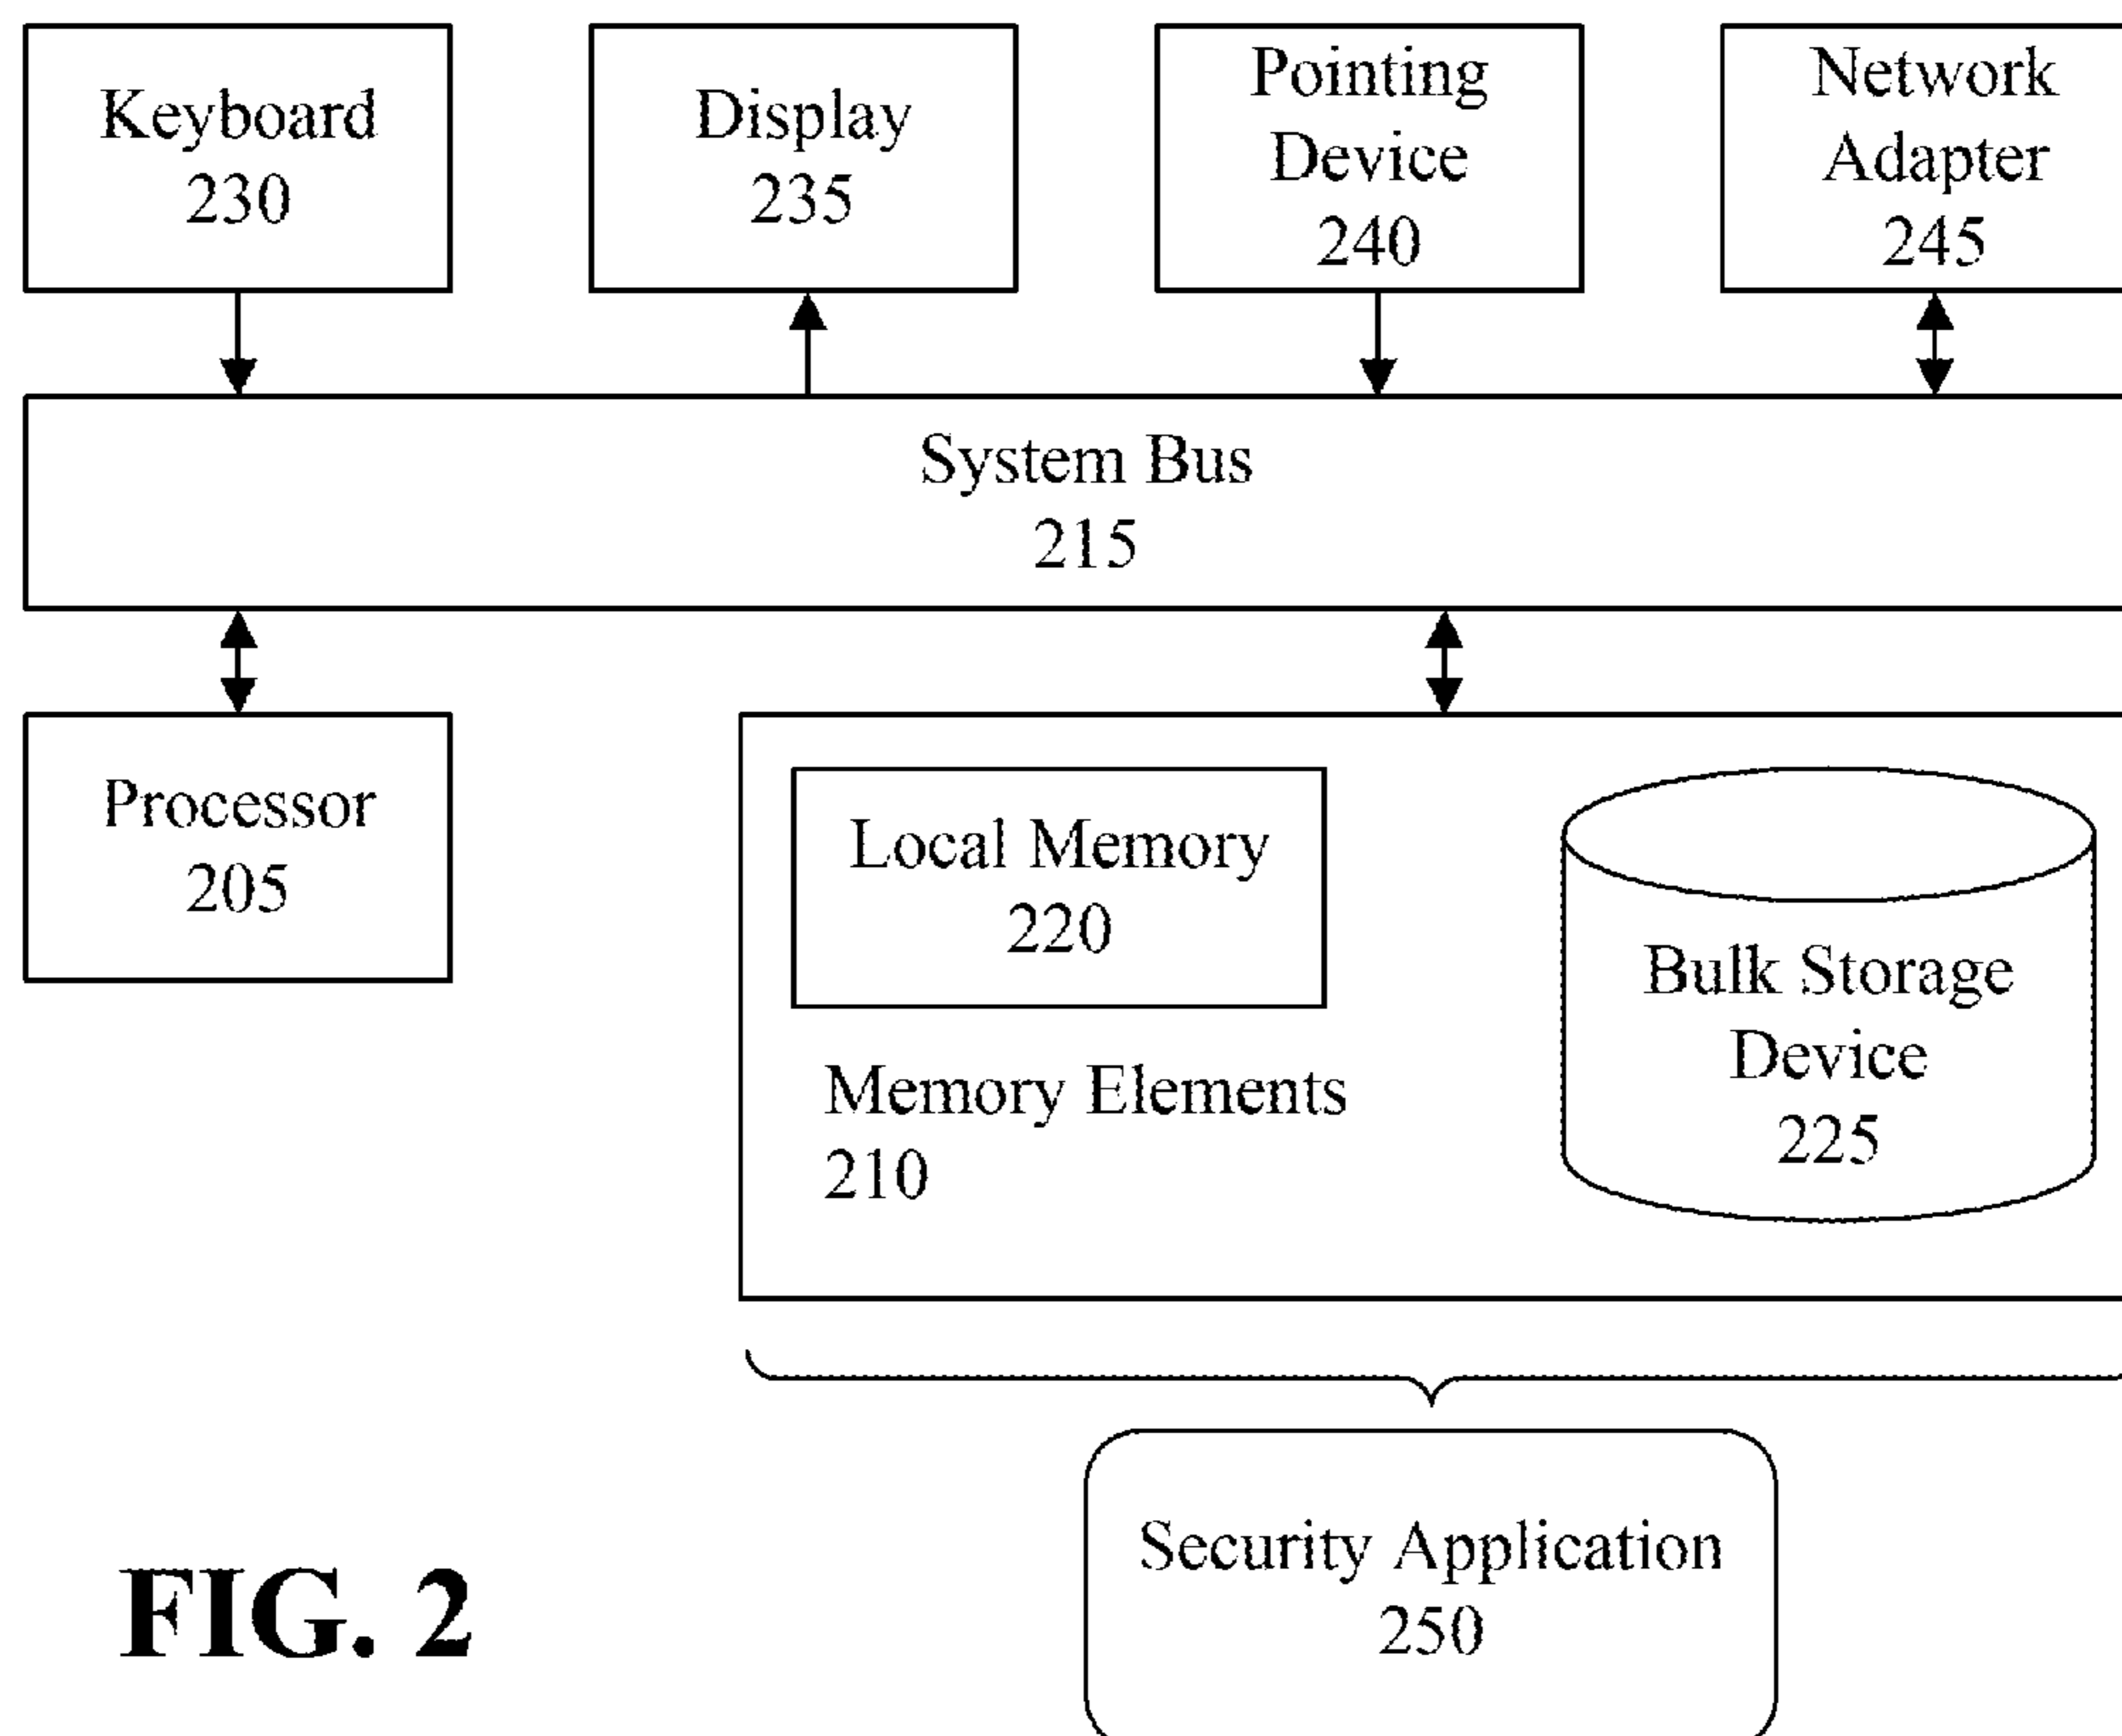 Keyboard
230
Display
235
Pointing
Device
240
Network
Adapter
245
System Bus
215
Processor
205
Local Memory
220
Memory Elements
210
Bulk Storage
Device
225
Security Application
250
FIG. 2